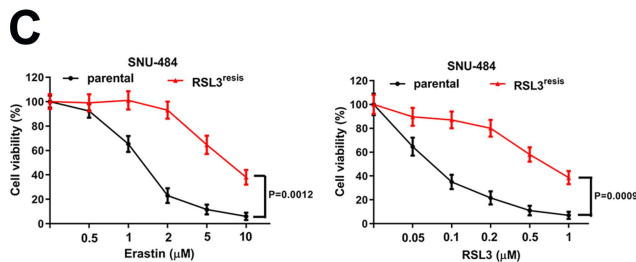 C
SNU-484
parental
RSL3resis
Cell viability (%)
120
100
80
60
40
20
0
0.5
1
2
5
10
Erastin (μM)
P=0.0012
SNU-484
parental
RSL3resis
Cell viability (%)
120
100
80
60
40
20
0
0.05
0.1
0.2
0.5
1
RSL3 (μM)
P=0.0009